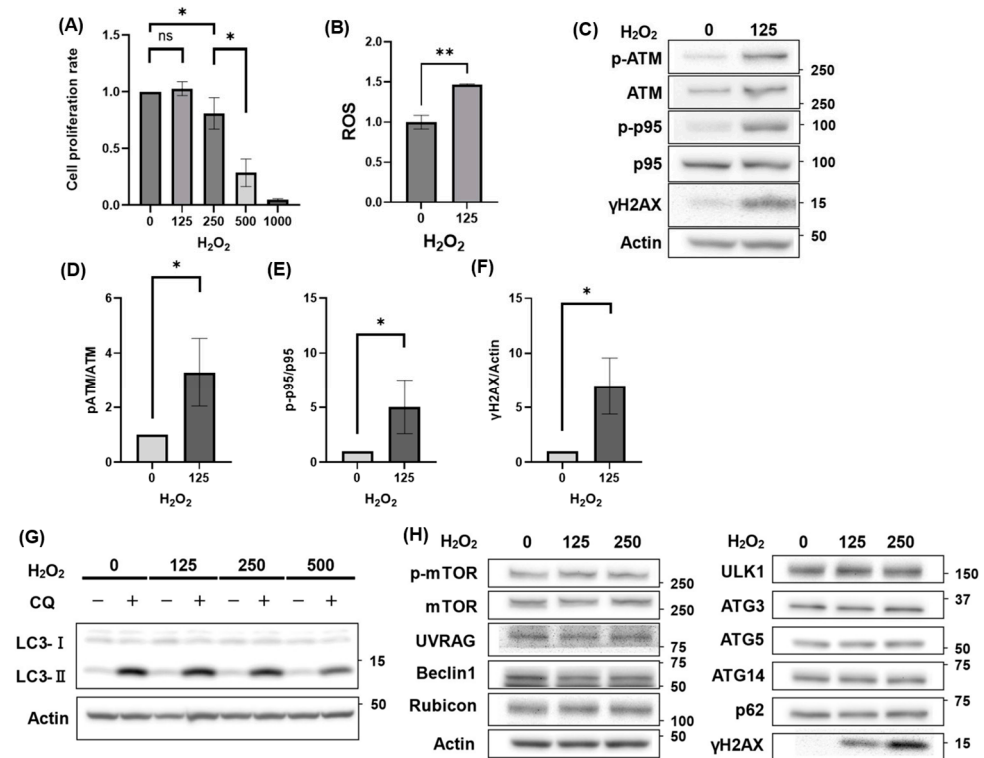 (A)
Cell proliferation rate
1.5
1.0
0.5
0.0
ns
*
*
0 125 250 500 1000
H₂O₂
(B)
ROS
2.0
1.5
1.0
0.5
0.0
**
0 125
H₂O₂
(C)
H₂O₂ 0 125
p-ATM 250
ATM 250
p-p95 100
p95 100
γH2AX 15
Actin 50
(D)
pATM/ATM
6
4
2
0
*
0 125
H₂O₂
(E)
p-p95/p95
15
10
5
0
*
0 125
H₂O₂
(F)
γH2AX/Actin
15
10
5
0
*
0 125
H₂O₂
(G)
H₂O₂ 0 125 250 500
CQ − + − + − + − +
LC3-Ⅰ
15
LC3-Ⅱ
Actin 50
(H)
H₂O₂ 0 125 250
p-mTOR 250
mTOR 250
UVRAG 75
Beclin1 75
50
Rubicon 100
Actin 50
H₂O₂ 0 125 250
ULK1 150
ATG3 37
ATG5 50
ATG14 75
p62 75
γH2AX 15